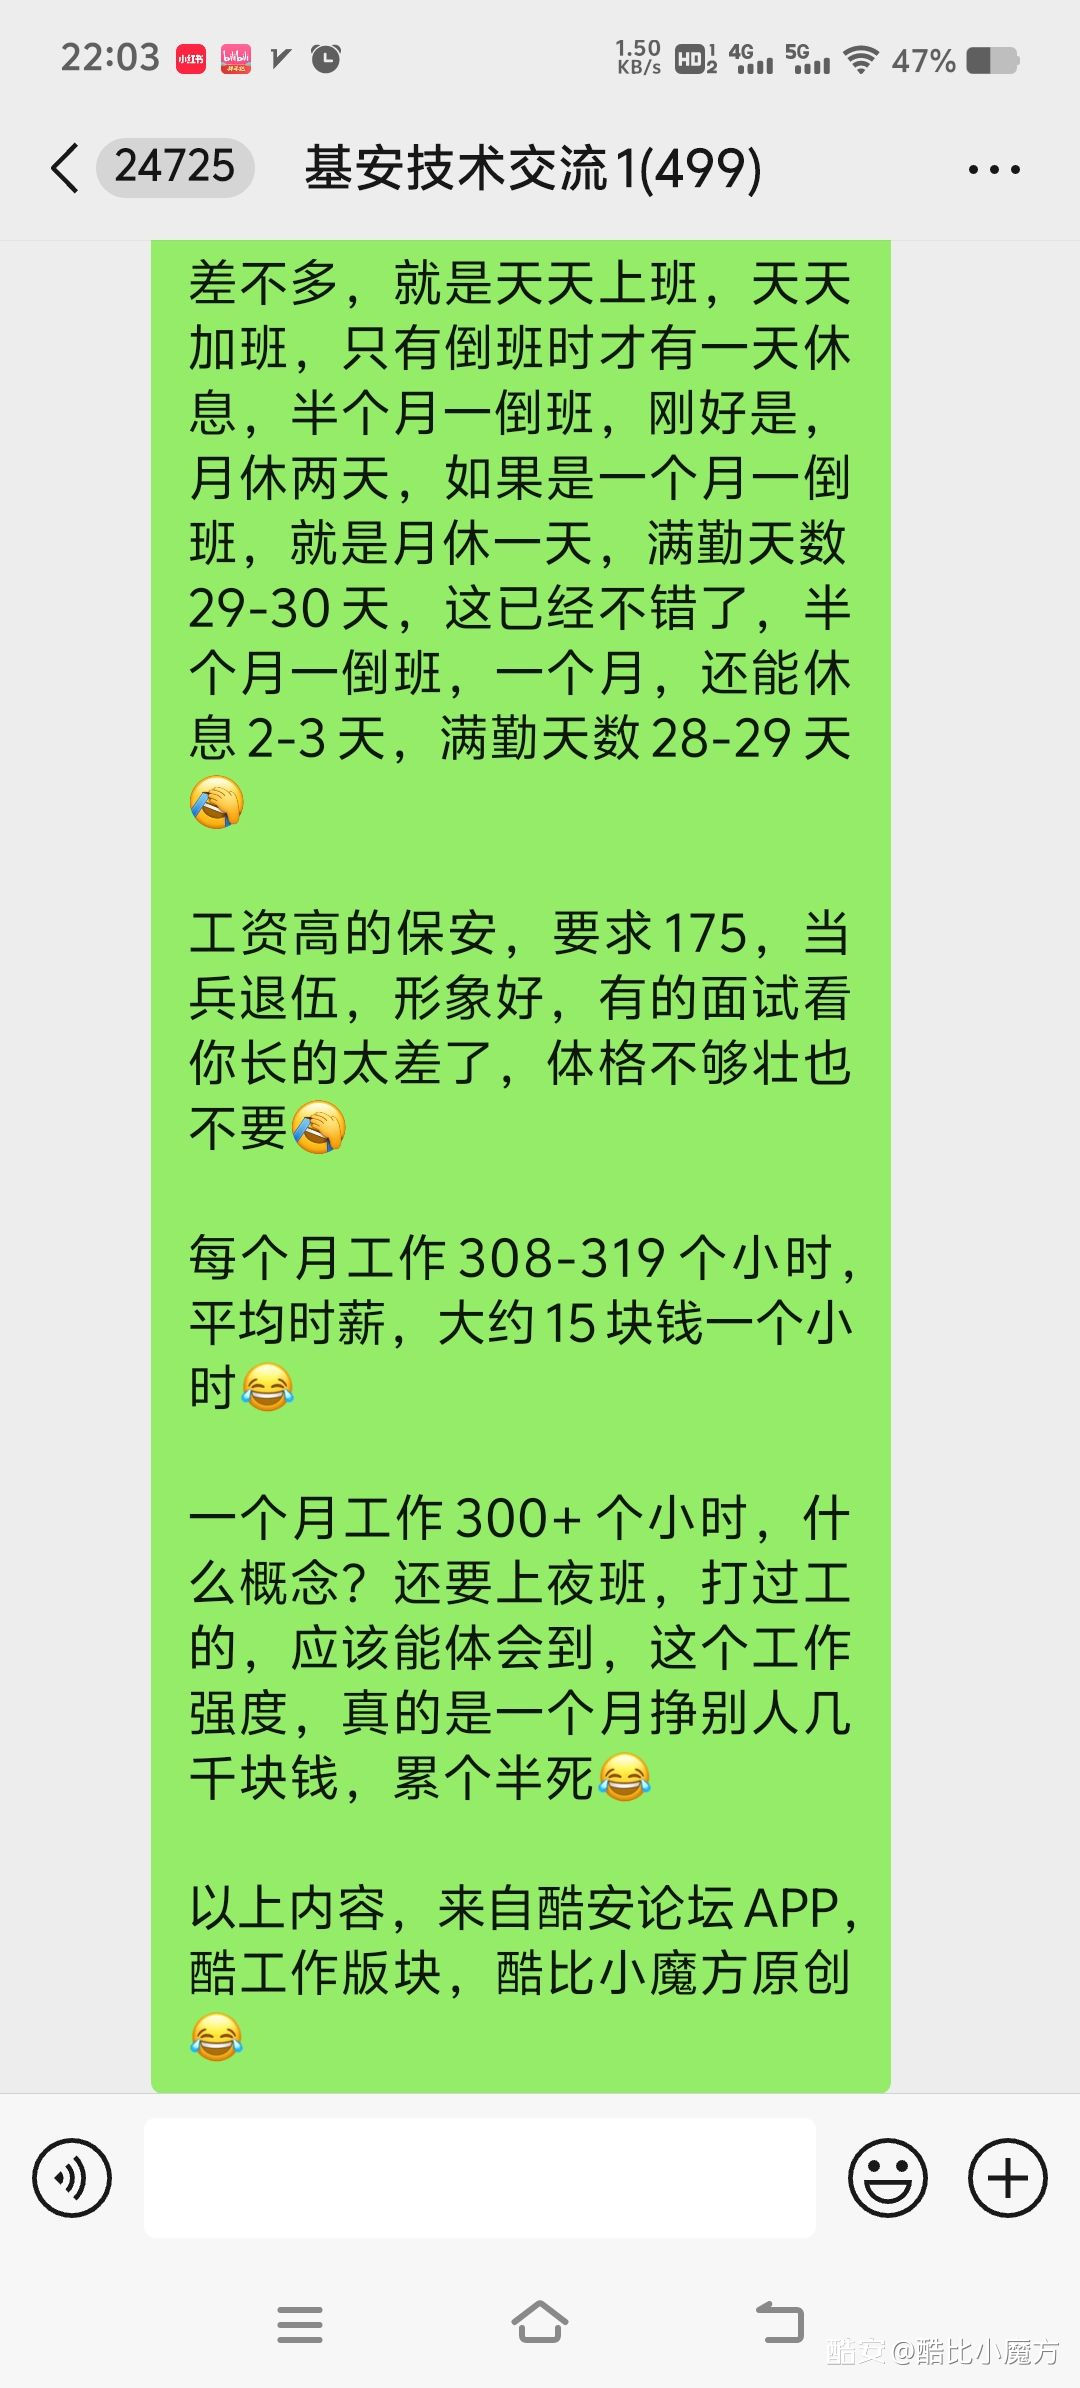 22:03 小红书 bilibili 1.50 KB/s HD 1 2 4G 5G 47%
24725 基安技术交流1(499)
差不多，就是天天上班，天天
加班，只有倒班时才有一天休
息，半个月一倒班，刚好是，
月休两天，如果是一个月一倒
班，就是月休一天，满勤天数
29-30天，这已经不错了，半
个月一倒班，一个月，还能休
息2-3天，满勤天数28-29天
🤣
工资高的保安，要求175，当
兵退伍，形象好，有的面试看
你长的太差了，体格不够壮也
不要
每个月工作308-319个小时，
平均时薪，大约15块钱一个小
时😂
一个月工作300+个小时，什
么概念？还要上夜班，打过工
的，应该能体会到，这个工作
强度，真的是一个月挣别人几
千块钱，累个半死😂
以上内容，来自酷安论坛APP，
酷工作版块，酷比小魔方原创
😂
酷安 @酷比小魔方